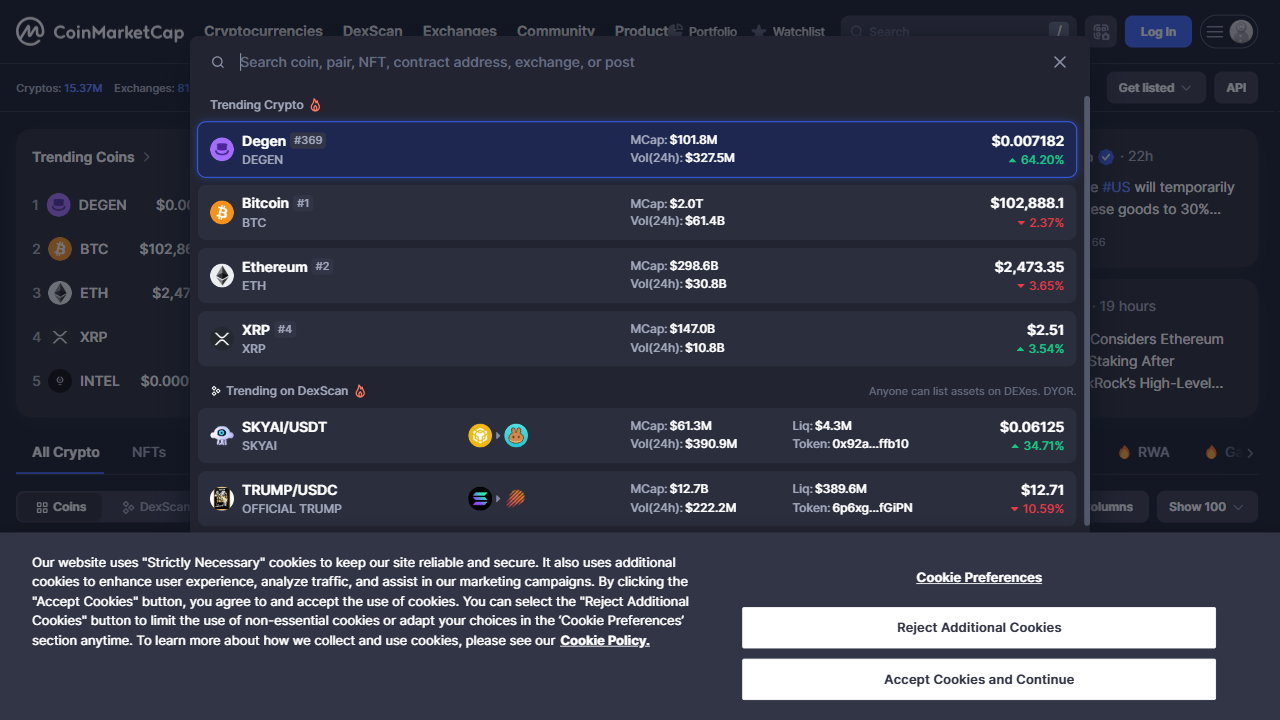 CoinMarketCap
Cryptocurrencies DexScan Exchanges Community Product Portfolio Watchlist Search / Log In
Search coin, pair, NFT, contract address, exchange, or post
Cryptos: 15.37M Exchanges: 81
Get listed API
Trending Crypto
Degen #369 MCap: $101.8M $0.007182
DEGEN Vol(24h): $327.5M 64.20%
Bitcoin #1 MCap: $2.0T $102,888.1
BTC Vol(24h): $61.4B 2.37%
Ethereum #2 MCap: $298.6B $2,473.35
ETH Vol(24h): $30.8B 3.65%
XRP #4 MCap: $147.0B $2.51
XRP Vol(24h): $10.8B 3.54%
Trending on DexScan Anyone can list assets on DEXes. DYOR.
SKYAI/USDT MCap: $61.3M Liq: $4.3M $0.06125
SKYAI Vol(24h): $390.9M Token: 0x92a...ffb10 34.71%
TRUMP/USDC MCap: $12.7B Liq: $389.6M $12.71
OFFICIAL TRUMP Vol(24h): $222.2M Token: 6p6xg...fGiPN 10.59%
Trending Coins
1 DEGEN $0.00
2 BTC $102,8
3 ETH $2,47
4 XRP
5 INTEL $0.000
· 22h
#US will temporarily
ese goods to 30%...
66
· 19 hours
Considers Ethereum
Staking After
Rock's High-Level...
All Crypto NFTs RWA
Coins DexScan olumns Show 100
Our website uses "Strictly Necessary" cookies to keep our site reliable and secure. It also uses additional
cookies to enhance user experience, analyze traffic, and assist in our marketing campaigns. By clicking the
"Accept Cookies" button, you agree to and accept the use of cookies. You can select the "Reject Additional
Cookies" button to limit the use of non-essential cookies or adapt your choices in the ‘Cookie Preferences’
section anytime. To learn more about how we collect and use cookies, please see our Cookie Policy.
Cookie Preferences
Reject Additional Cookies
Accept Cookies and Continue